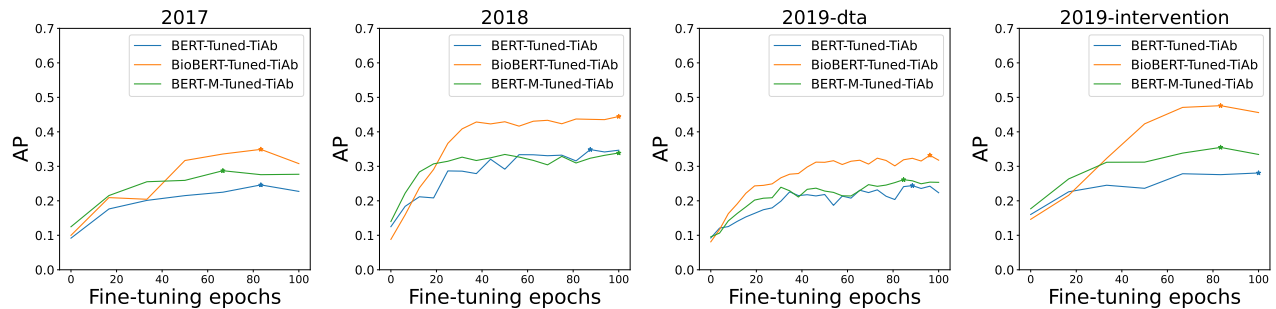 2017
AP
0.7
0.6
0.5
0.4
0.3
0.2
0.1
0.0
BERT-Tuned-TiAb
BioBERT-Tuned-TiAb
BERT-M-Tuned-TiAb
0 20 40 60 80 100
Fine-tuning epochs
2018
AP
0.7
0.6
0.5
0.4
0.3
0.2
0.1
0.0
BERT-Tuned-TiAb
BioBERT-Tuned-TiAb
BERT-M-Tuned-TiAb
0 20 40 60 80 100
Fine-tuning epochs
2019-dta
AP
0.7
0.6
0.5
0.4
0.3
0.2
0.1
0.0
BERT-Tuned-TiAb
BioBERT-Tuned-TiAb
BERT-M-Tuned-TiAb
0 20 40 60 80 100
Fine-tuning epochs
2019-intervention
AP
0.7
0.6
0.5
0.4
0.3
0.2
0.1
0.0
BERT-Tuned-TiAb
BioBERT-Tuned-TiAb
BERT-M-Tuned-TiAb
0 20 40 60 80 100
Fine-tuning epochs